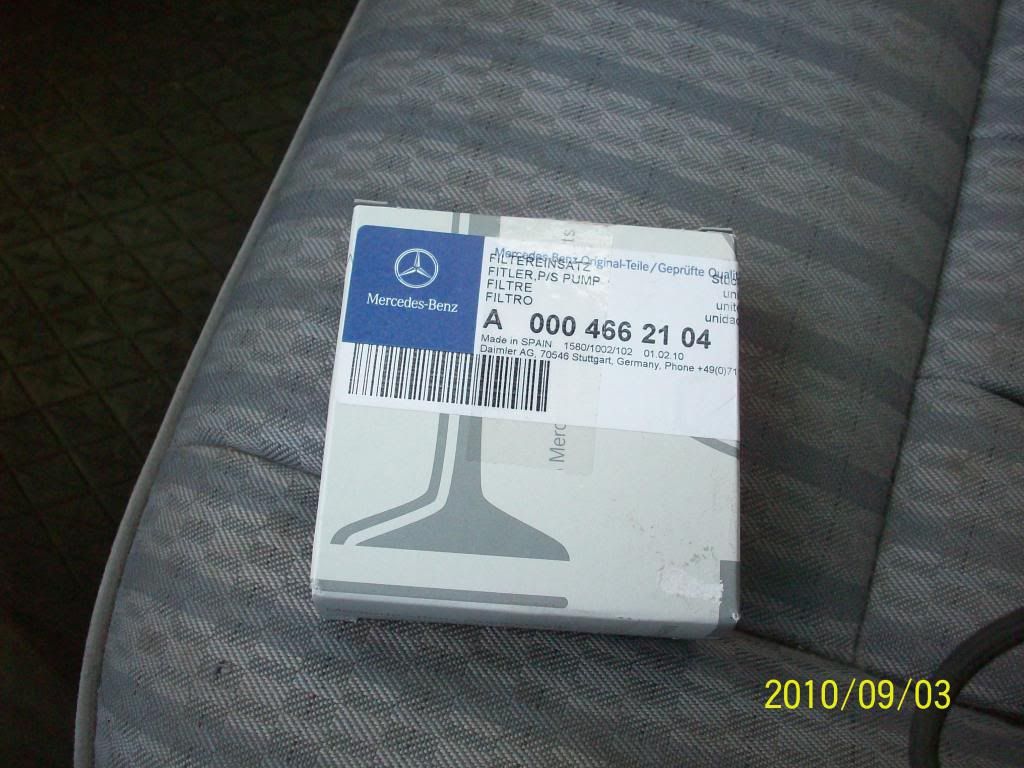 Mercedes-Benz
Mercedes-Benz Original-Teile/Geprüfte
FILTEREINSATZ
FITLER,P/S PUMP
FILTRE
FILTRO
A 000 466 21 04
Made in SPAIN 1580/1002/102 01.02.10
Daimler AG, 70546 Stuttgart, Germany, Phone +49(0)71
2010/09/03